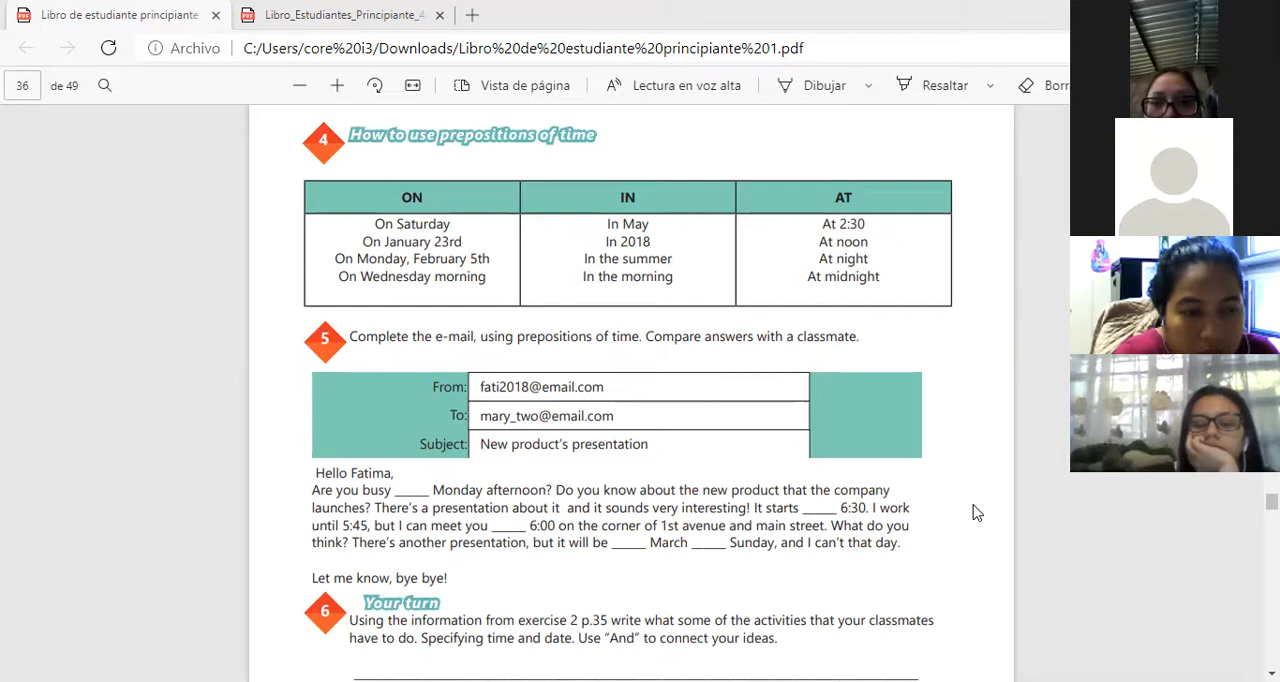 Libro de estudiante principiante
Libro_Estudiantes_Principiante_4
Archivo
C:/Users/core%20i3/Downloads/Libro%20de%20estudiante%20principiante%201.pdf
36 de 49
Vista de página
Lectura en voz alta
Dibujar
Resaltar
4 How to use prepositions of time
ON IN AT
On Saturday In May At 2:30
On January 23rd In 2018 At noon
On Monday, February 5th In the summer At night
On Wednesday morning In the morning At midnight
5 Complete the e-mail, using prepositions of time. Compare answers with a classmate.
From: fati2018@email.com
To: mary_two@email.com
Subject: New product's presentation
Hello Fatima,
Are you busy _____ Monday afternoon? Do you know about the new product that the company
launches? There's a presentation about it and it sounds very interesting! It starts _____ 6:30. I work
until 5:45, but I can meet you _____ 6:00 on the corner of 1st avenue and main street. What do you
think? There's another presentation, but it will be _____ March _____ Sunday, and I can't that day.
Let me know, bye bye!
6 Your turn
Using the information from exercise 2 p.35 write what some of the activities that your classmates
have to do. Specifying time and date. Use “And” to connect your ideas.